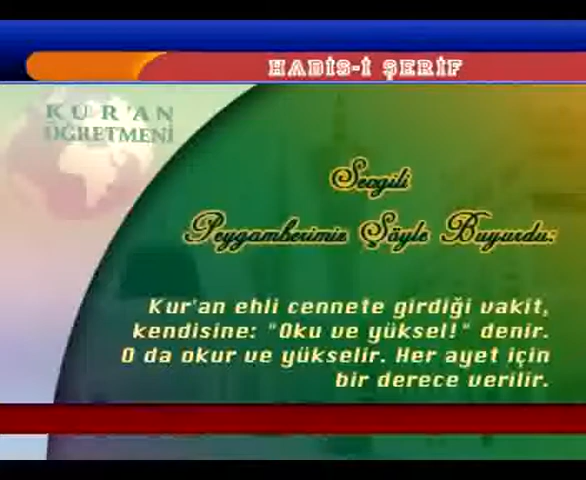 HADİS-İ ŞERİF
KUR'AN
ÖĞRETMENİ
Sevgili
Peygamberimiz Şöyle Buyurdu:
Kur'an ehli cennete girdiği vakit,
kendisine: "Oku ve yüksel!" denir.
O da okur ve yükselir. Her ayet için
bir derece verilir.